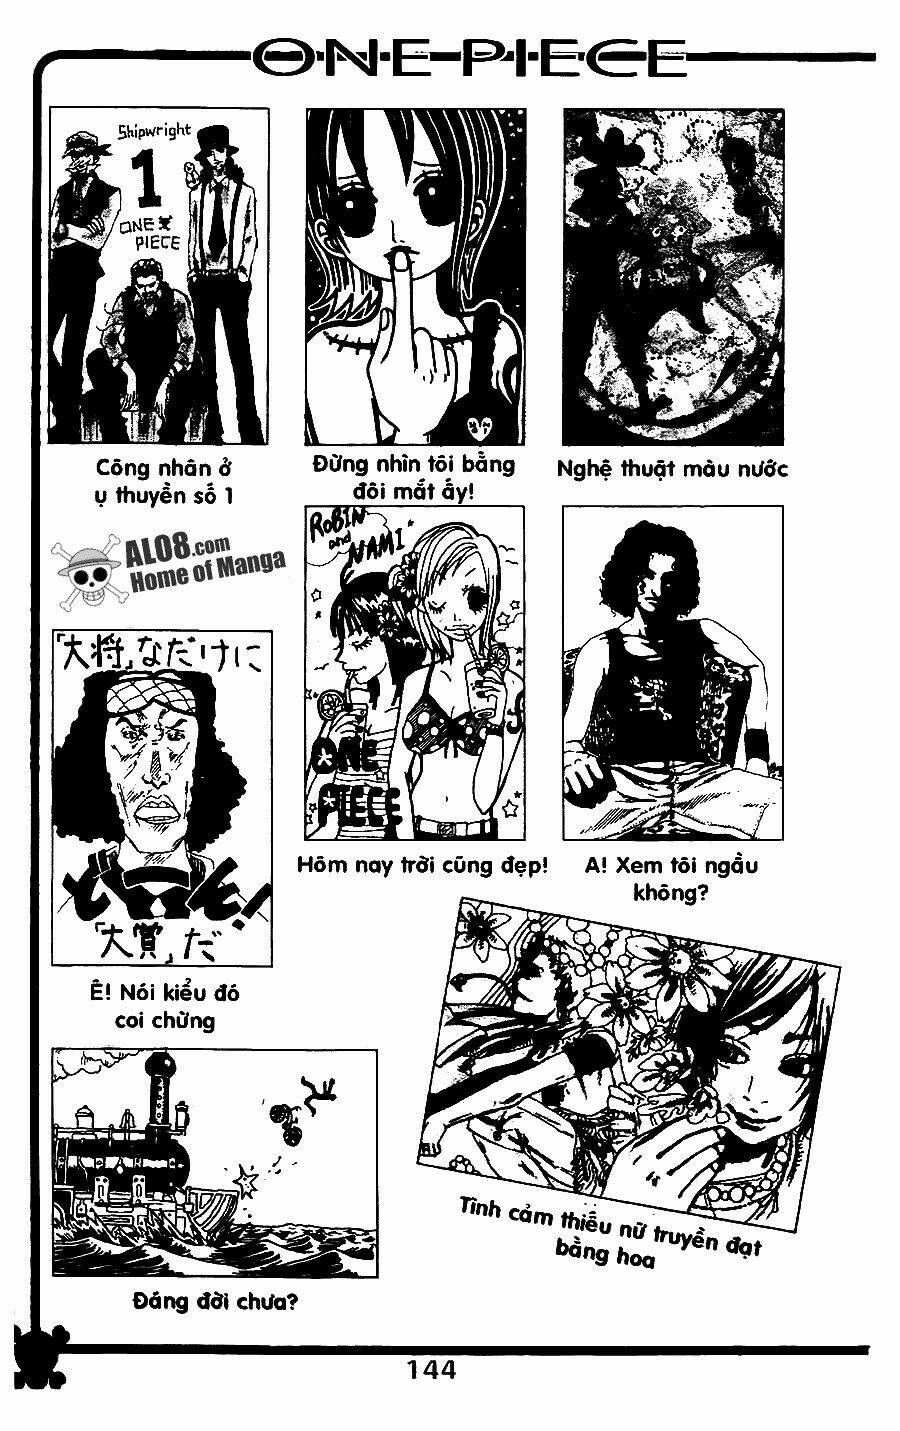 ONE PIECE
Shipwright
1
ONE
PIECE
Công nhân ở
ụ thuyền số 1
Đừng nhìn tôi bằng
đôi mắt ấy!
Nghệ thuật màu nước
AL08.com
Home of Manga
ROBIN
and
NAMI
ONE
PIECE
Hôm nay trời cũng đẹp!
A! Xem tôi ngầu
không?
「大将」なだけに
「大賞」だ
Ê! Nói kiểu đó
coi chừng
Tình cảm thiếu nữ truyền đạt
bằng hoa
Đáng đời chưa?
144